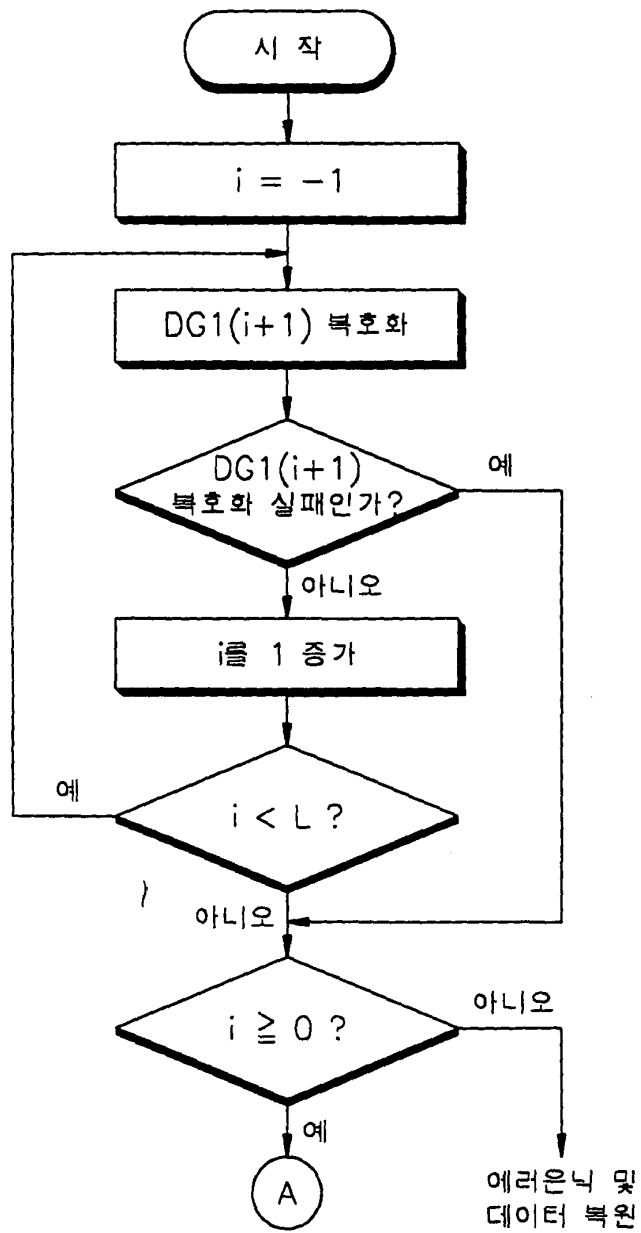 시 작
i = -1
DG1(i+1) 복호화
DG1(i+1)
복호화 실패인가?
예
아니오
i를 1 증가
예
i < L ?
아니오
i ≧ 0 ?
아니오
예
A
에러은닉 및
데이터 복원